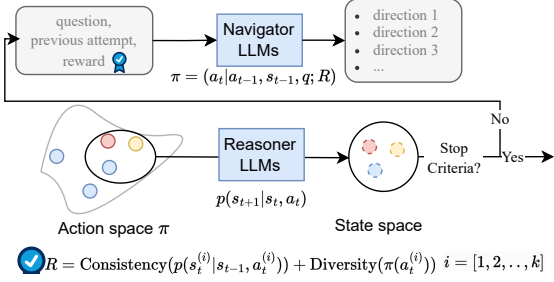 question,
previous attempt,
reward
Navigator
LLMs
• direction 1
• direction 2
• direction 3
• ...
π = (a_t|a_{t−1}, s_{t−1}, q; R)
No
Reasoner
LLMs
Stop
Criteria?
Yes
p(s_{t+1}|s_t, a_t)
Action space π
State space
R = Consistency(p(s_t^{(i)}|s_{t−1}, a_t^{(i)})) + Diversity(π(a_t^{(i)})) i = [1, 2, .., k]